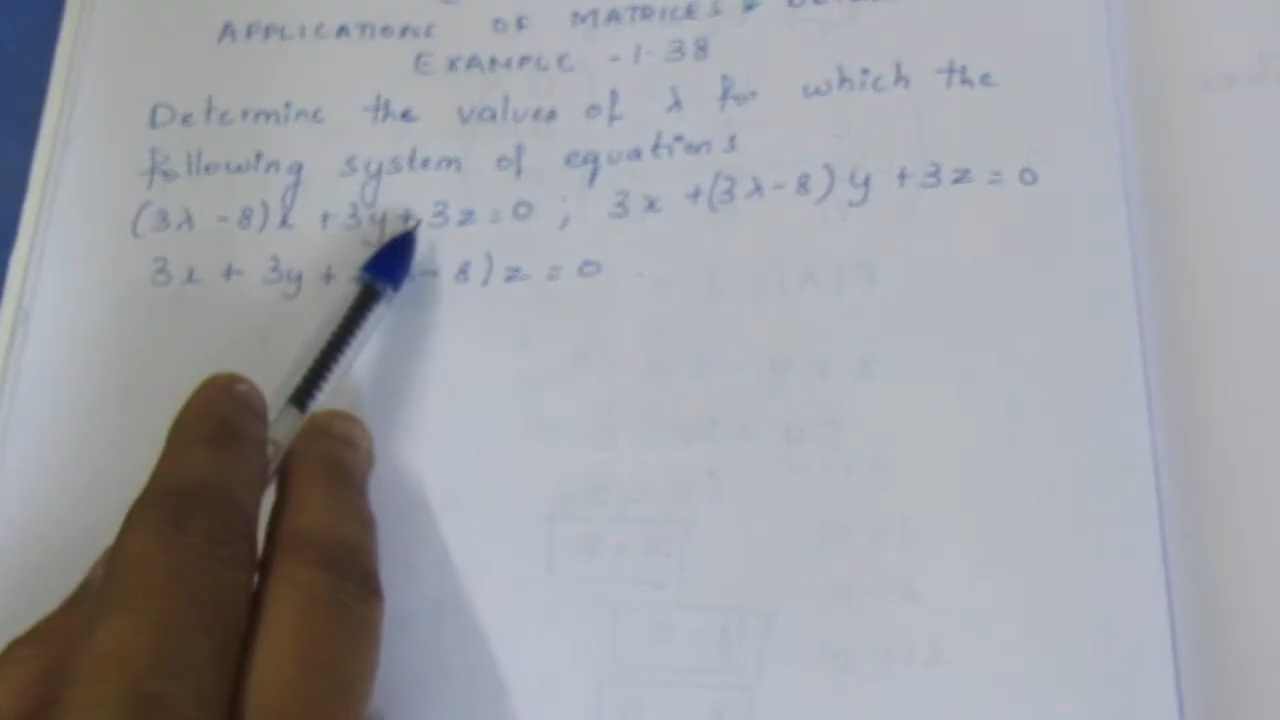 APPLICATIONS OF MATRICES &
EXAMPLE - 1.38
Determine the values of λ for which the
following system of equations
(3λ - 8)x + 3y + 3z = 0 ; 3x + (3λ - 8) y + 3z = 0
3x + 3y + - 8) z = 0